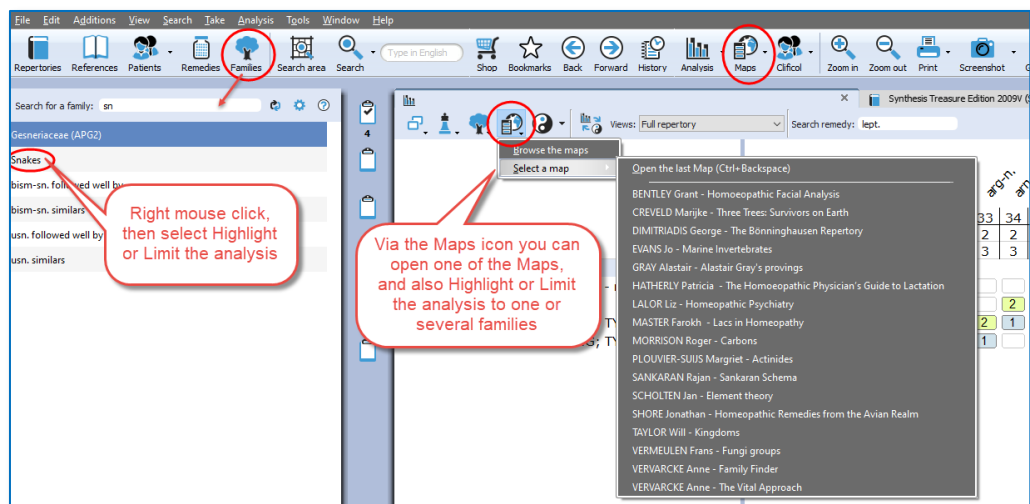 File Edit Additions View Search Take Analysis Tools Window Help
Type in English
Repertories References Patients Remedies Families Search area Search Shop Bookmarks Back Forward History Analysis Maps Clificol Zoom in Zoom out Print Screenshot
Search for a family: sn
Gesneriaceae (APG2)
Snakes
bism-sn. followed well by
bism-sn. similars
usn. followed well by
usn. similars
Right mouse click,
then select Highlight
or Limit the analysis
4
Synthesis Treasure Edition 2009V (
Views: Full repertory
Search remedy: lept.
Browse the maps
Select a map
Via the Maps icon you can
open one of the Maps,
and also Highlight or Limit
the analysis to one or
several families
Open the last Map (Ctrl+Backspace)
BENTLEY Grant - Homoeopathic Facial Analysis
CREVELD Marijke - Three Trees: Survivors on Earth
DIMITRIADIS George - The Bönninghausen Repertory
EVANS Jo - Marine Invertebrates
GRAY Alastair - Alastair Gray's provings
HATHERLY Patricia - The Homoeopathic Physician's Guide to Lactation
LALOR Liz - Homeopathic Psychiatry
MASTER Farokh - Lacs in Homeopathy
MORRISON Roger - Carbons
PLOUVIER-SUIJS Margriet - Actinides
SANKARAN Rajan - Sankaran Schema
SCHOLTEN Jan - Element theory
SHORE Jonathan - Homeopathic Remedies from the Avian Realm
TAYLOR Will - Kingdoms
VERMEULEN Frans - Fungi groups
VERVARCKE Anne - Family Finder
VERVARCKE Anne - The Vital Approach
arg-n.
33 34
2 2
3 3
2
2 1
1